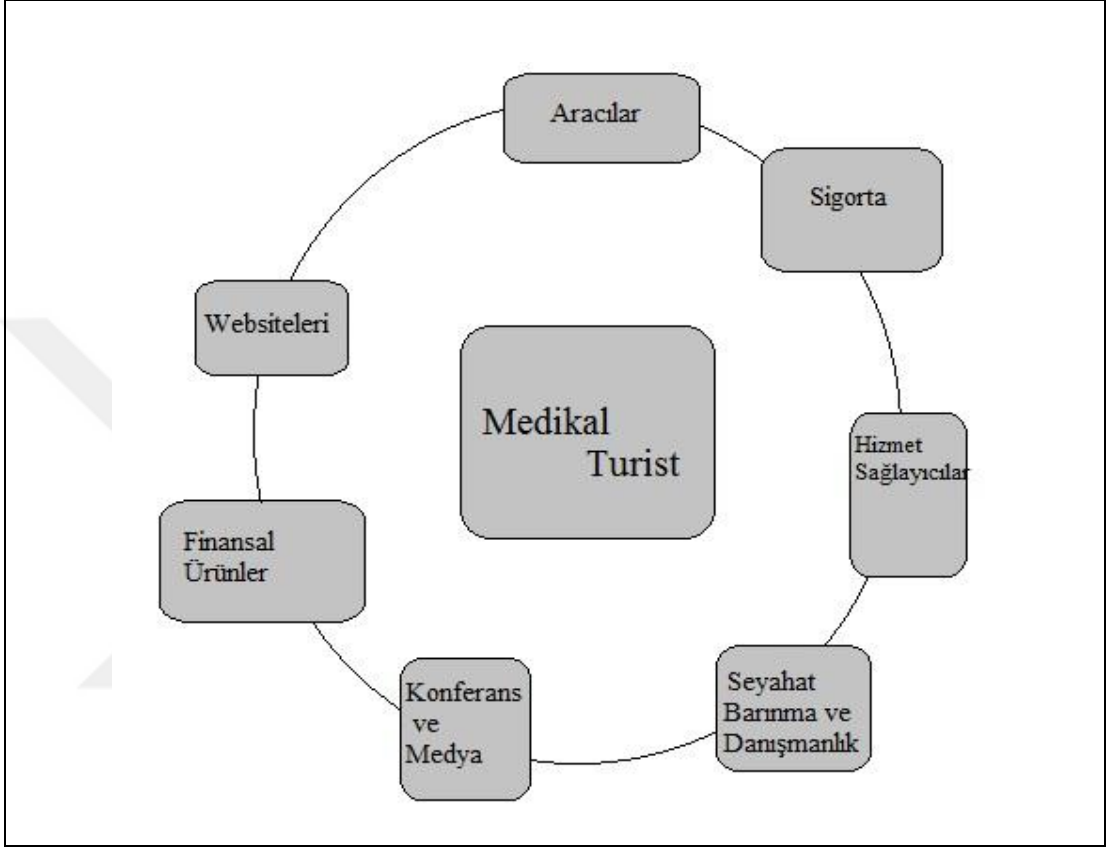 Aracılar
Sigorta
Websiteleri
Medikal
Turist
Hizmet
Sağlayıcılar
Finansal
Ürünler
Seyahat
Barınma ve
Danışmanlık
Konferans
ve
Medya